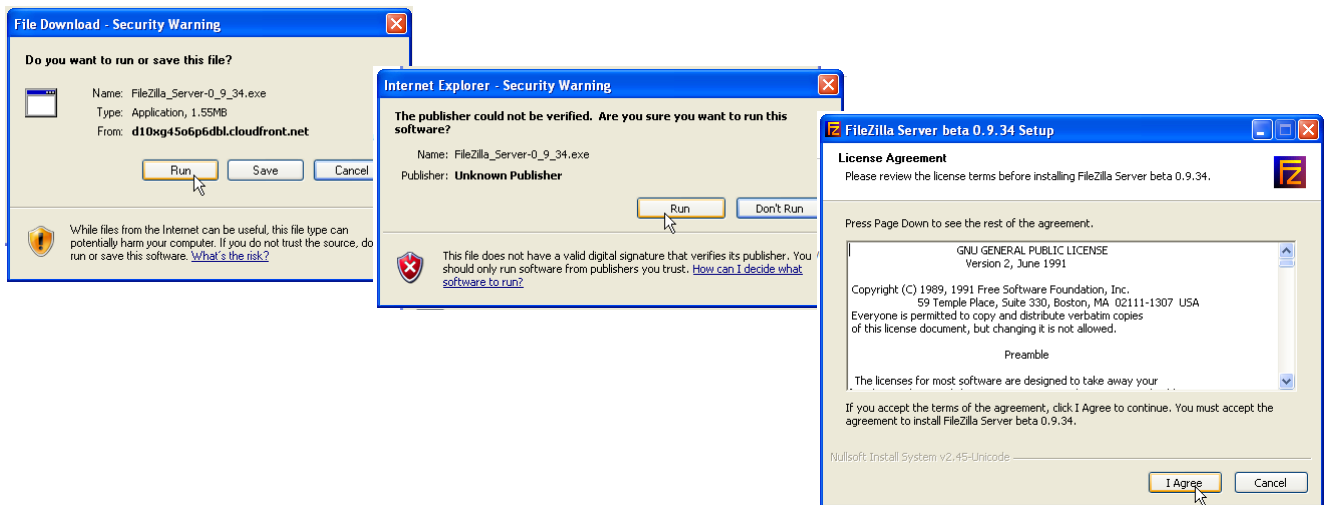 File Download - Security Warning
Do you want to run or save this file?
Name: FileZilla_Server-0_9_34.exe
Type: Application, 1.55MB
From: d10xg45o6p6dbl.cloudfront.net
Run
Save
Cancel
While files from the Internet can be useful, this file type can
potentially harm your computer. If you do not trust the source, do
run or save this software. What's the risk?
Internet Explorer - Security Warning
The publisher could not be verified. Are you sure you want to run this
software?
Name: FileZilla_Server-0_9_34.exe
Publisher: Unknown Publisher
Run
Don't Run
This file does not have a valid digital signature that verifies its publisher. You
should only run software from publishers you trust. How can I decide what
software to run?
FileZilla Server beta 0.9.34 Setup
License Agreement
Please review the license terms before installing FileZilla Server beta 0.9.34.
FZ
Press Page Down to see the rest of the agreement.
GNU GENERAL PUBLIC LICENSE
Version 2, June 1991
Copyright (C) 1989, 1991 Free Software Foundation, Inc.
59 Temple Place, Suite 330, Boston, MA 02111-1307 USA
Everyone is permitted to copy and distribute verbatim copies
of this license document, but changing it is not allowed.
Preamble
The licenses for most software are designed to take away your
If you accept the terms of the agreement, click I Agree to continue. You must accept the
agreement to install FileZilla Server beta 0.9.34.
Nullsoft Install System v2.45-Unicode
I Agree
Cancel